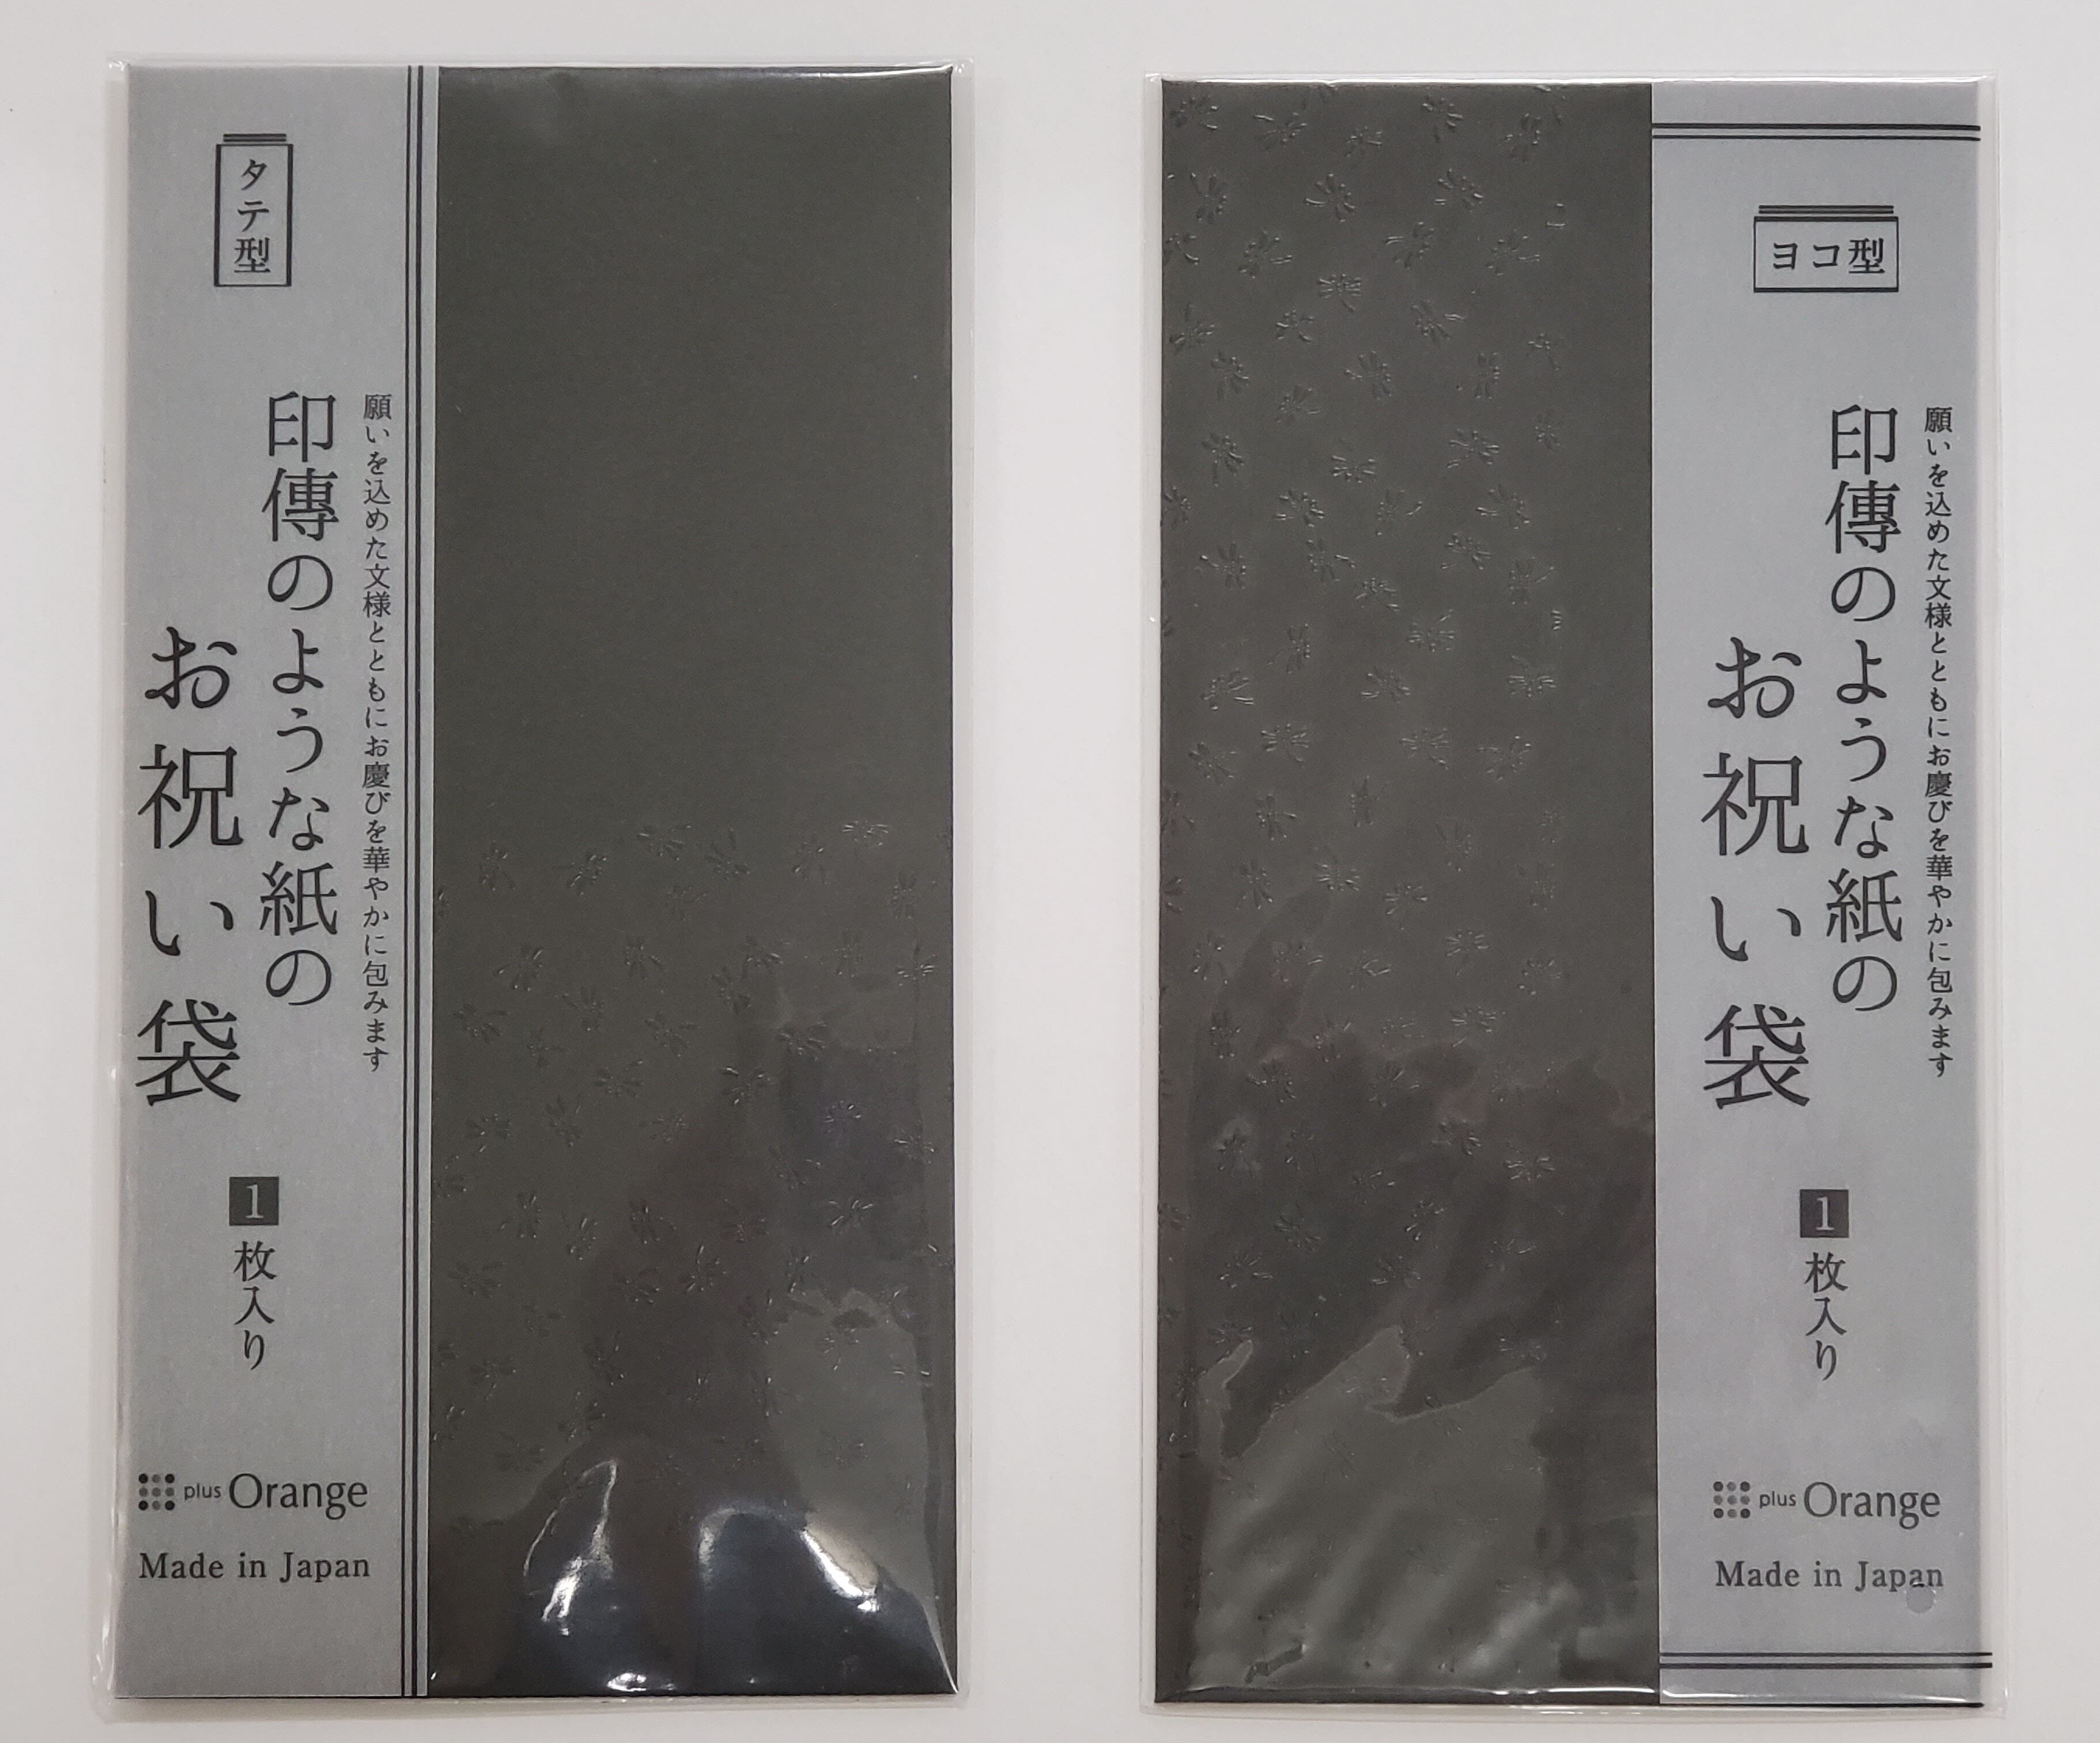 タテ型
願いを込めた文様とともにお慶びを華やかに包みます
印傳のような紙の
お祝い袋
1枚入り
plus Orange
Made in Japan
ヨコ型
願いを込めた文様とともにお慶びを華やかに包みます
印傳のような紙の
お祝い袋
1枚入り
plus Orange
Made in Japan